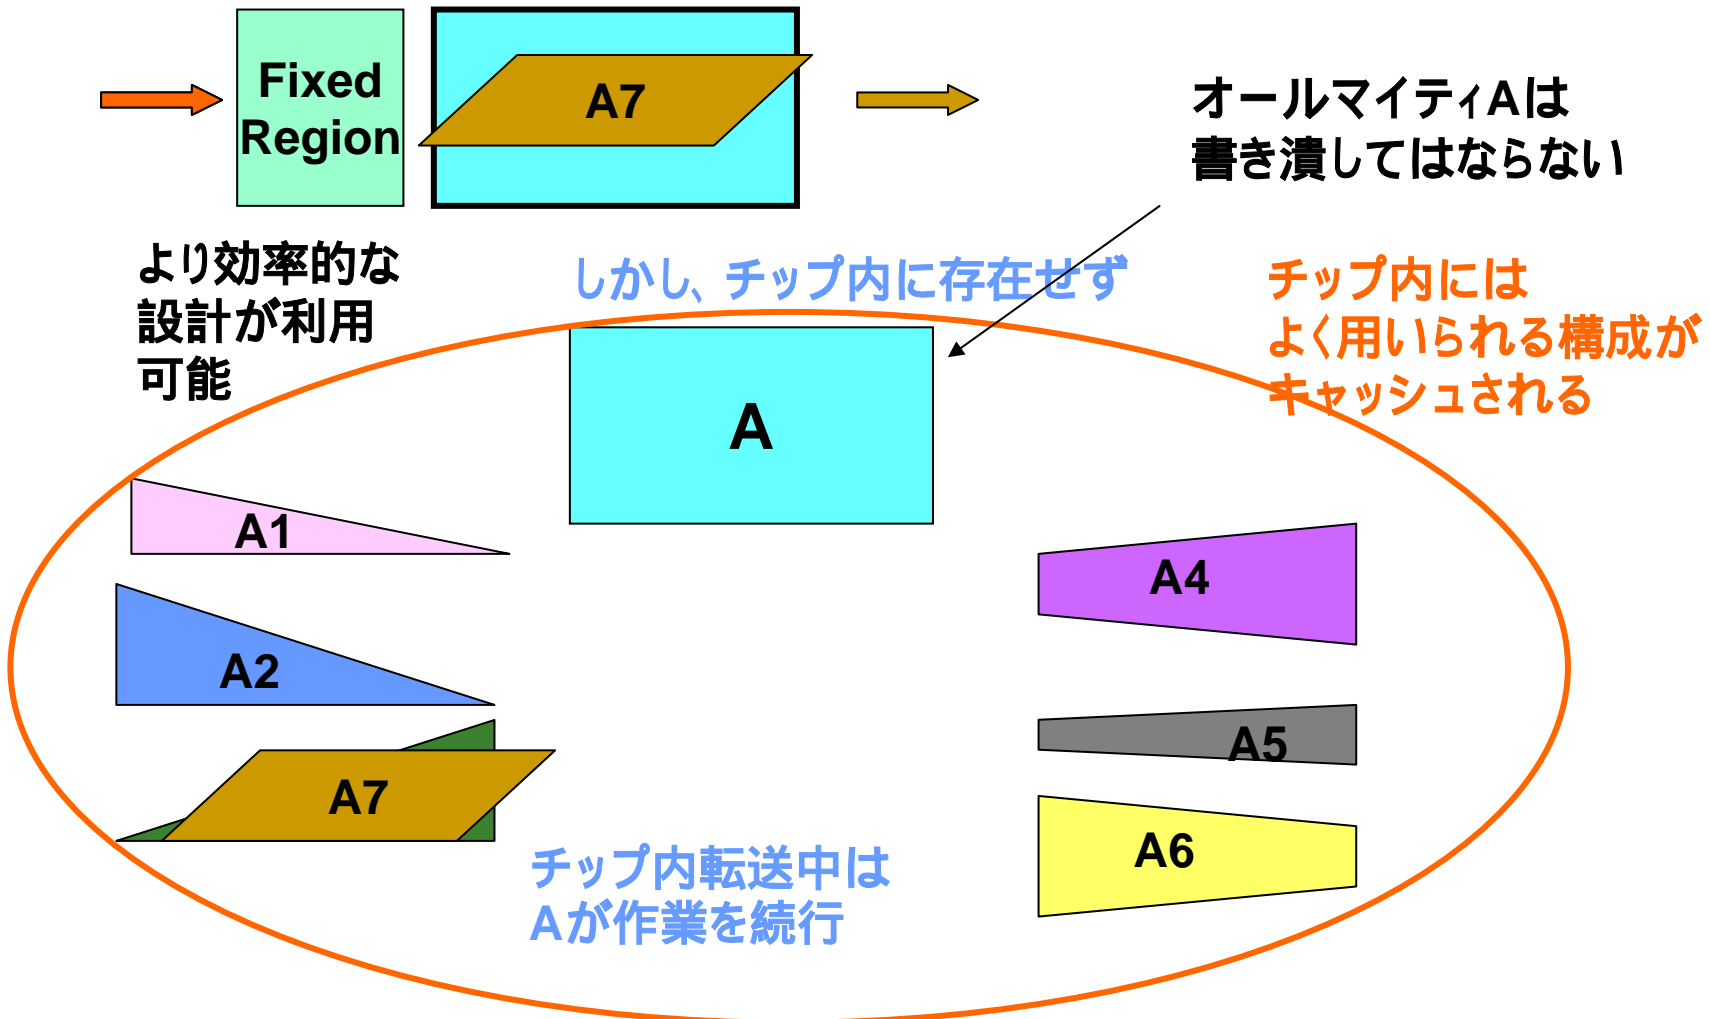 Fixed
Region
A7
オールマイティAは
書き潰してはならない
より効率的な
設計が利用
可能
しかし、チップ内に存在せず
チップ内には
よく用いられる構成が
キャッシュされる
A
A1
A2
A7
A4
A5
A6
チップ内転送中は
Aが作業を続行